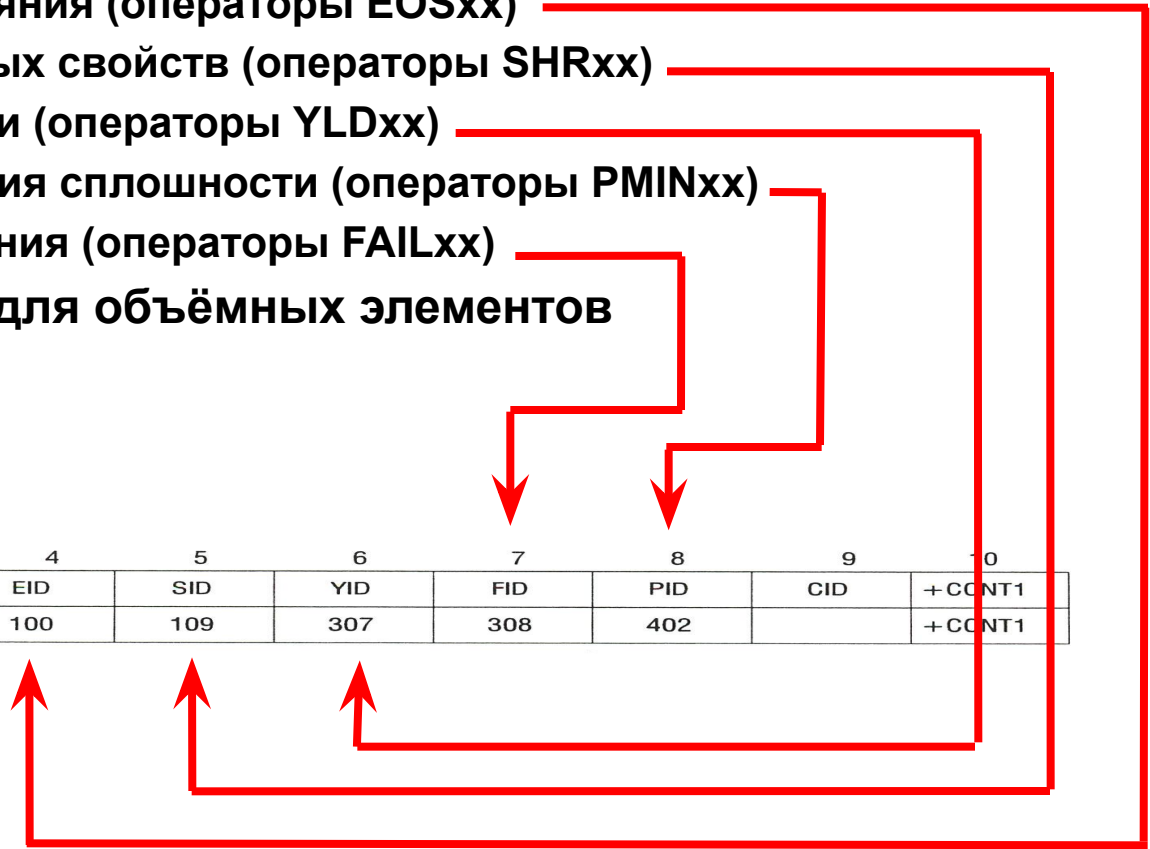 яния (операторы EOSxx)
ых свойств (операторы SHRxx)
и (операторы YLDxx)
ия сплошности (операторы PMINxx)
ния (операторы FAILxx)
для объёмных элементов
4 5 6 7 8 9 10
EID SID YID FID PID CID +CONT1
100 109 307 308 402 +CONT1